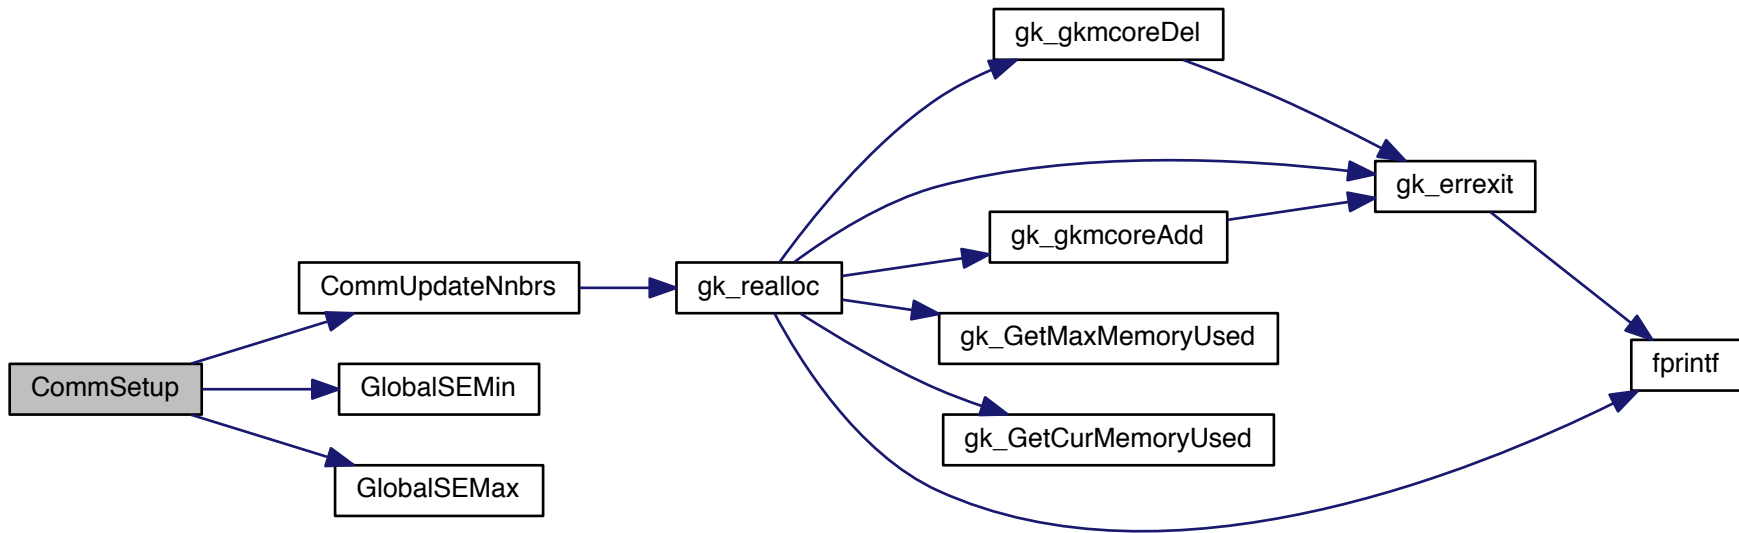 gk_gkmcoreDel
gk_errexit
gk_gkmcoreAdd
CommUpdateNnbrs
gk_realloc
gk_GetMaxMemoryUsed
fprintf
CommSetup
GlobalSEMin
gk_GetCurMemoryUsed
GlobalSEMax